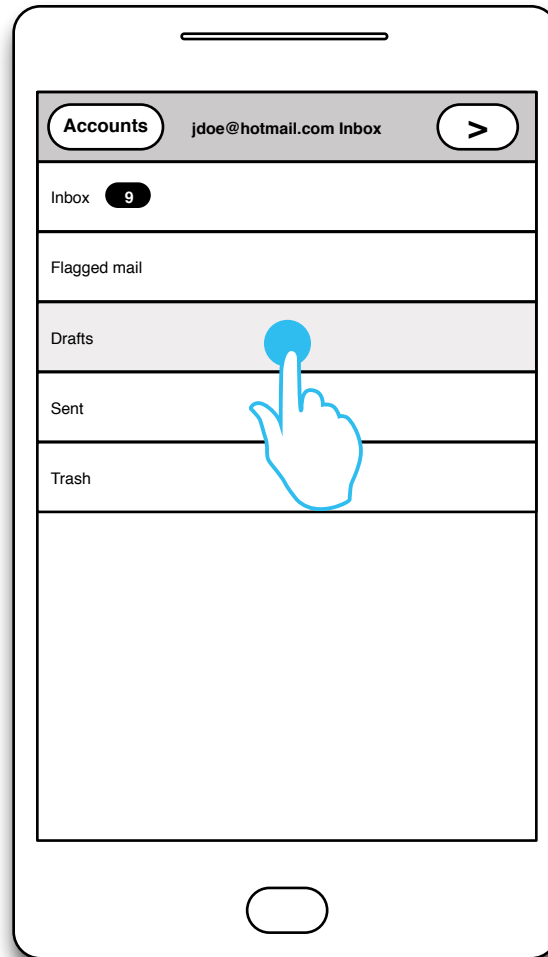 Accounts jdoe@hotmail.com Inbox >
Inbox 9
Flagged mail
Drafts
Sent
Trash